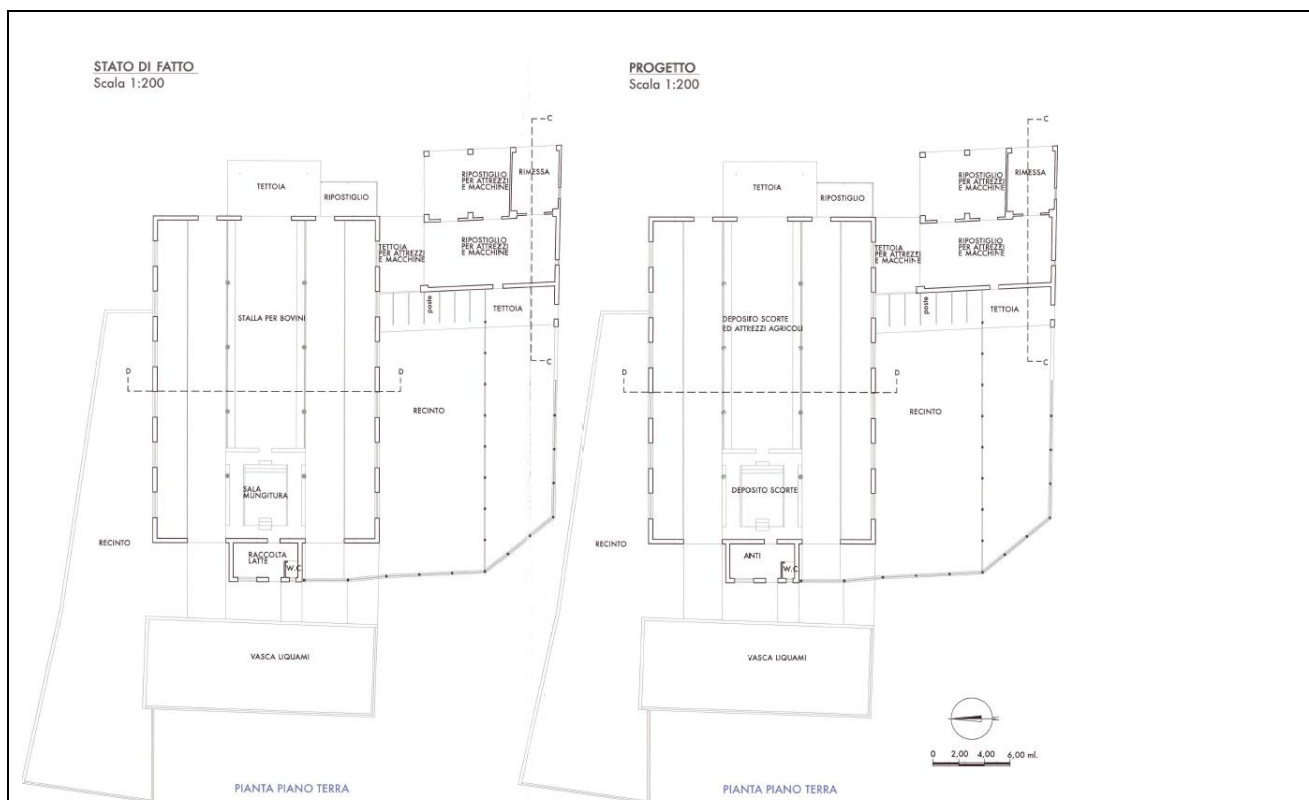 STATO DI FATTO
Scala 1:200
C
TETTOIA
RIPOSTIGLIO
RIPOSTIGLIO
PER ATTREZZI
E MACCHINE
RIMESSA
TETTOIA
PER ATTREZZI
E MACCHINE
RIPOSTIGLIO
PER ATTREZZI
E MACCHINE
STALLA PER BOVINI
poste
TETTOIA
C
D
D
RECINTO
SALA
MUNGITURA
RECINTO
RACCOLTA
LATTE
W.C.
VASCA LIQUAMI
PIANTA PIANO TERRA
PROGETTO
Scala 1:200
C
TETTOIA
RIPOSTIGLIO
RIPOSTIGLIO
PER ATTREZZI
E MACCHINE
RIMESSA
TETTOIA
PER ATTREZZI
E MACCHINE
RIPOSTIGLIO
PER ATTREZZI
E MACCHINE
DEPOSITO SCORTE
ED ATTREZZI AGRICOLI
poste
TETTOIA
C
D
D
RECINTO
DEPOSITO SCORTE
RECINTO
W.C.
VASCA LIQUAMI
0 2,00 4,00 6,00 ml.
PIANTA PIANO TERRA